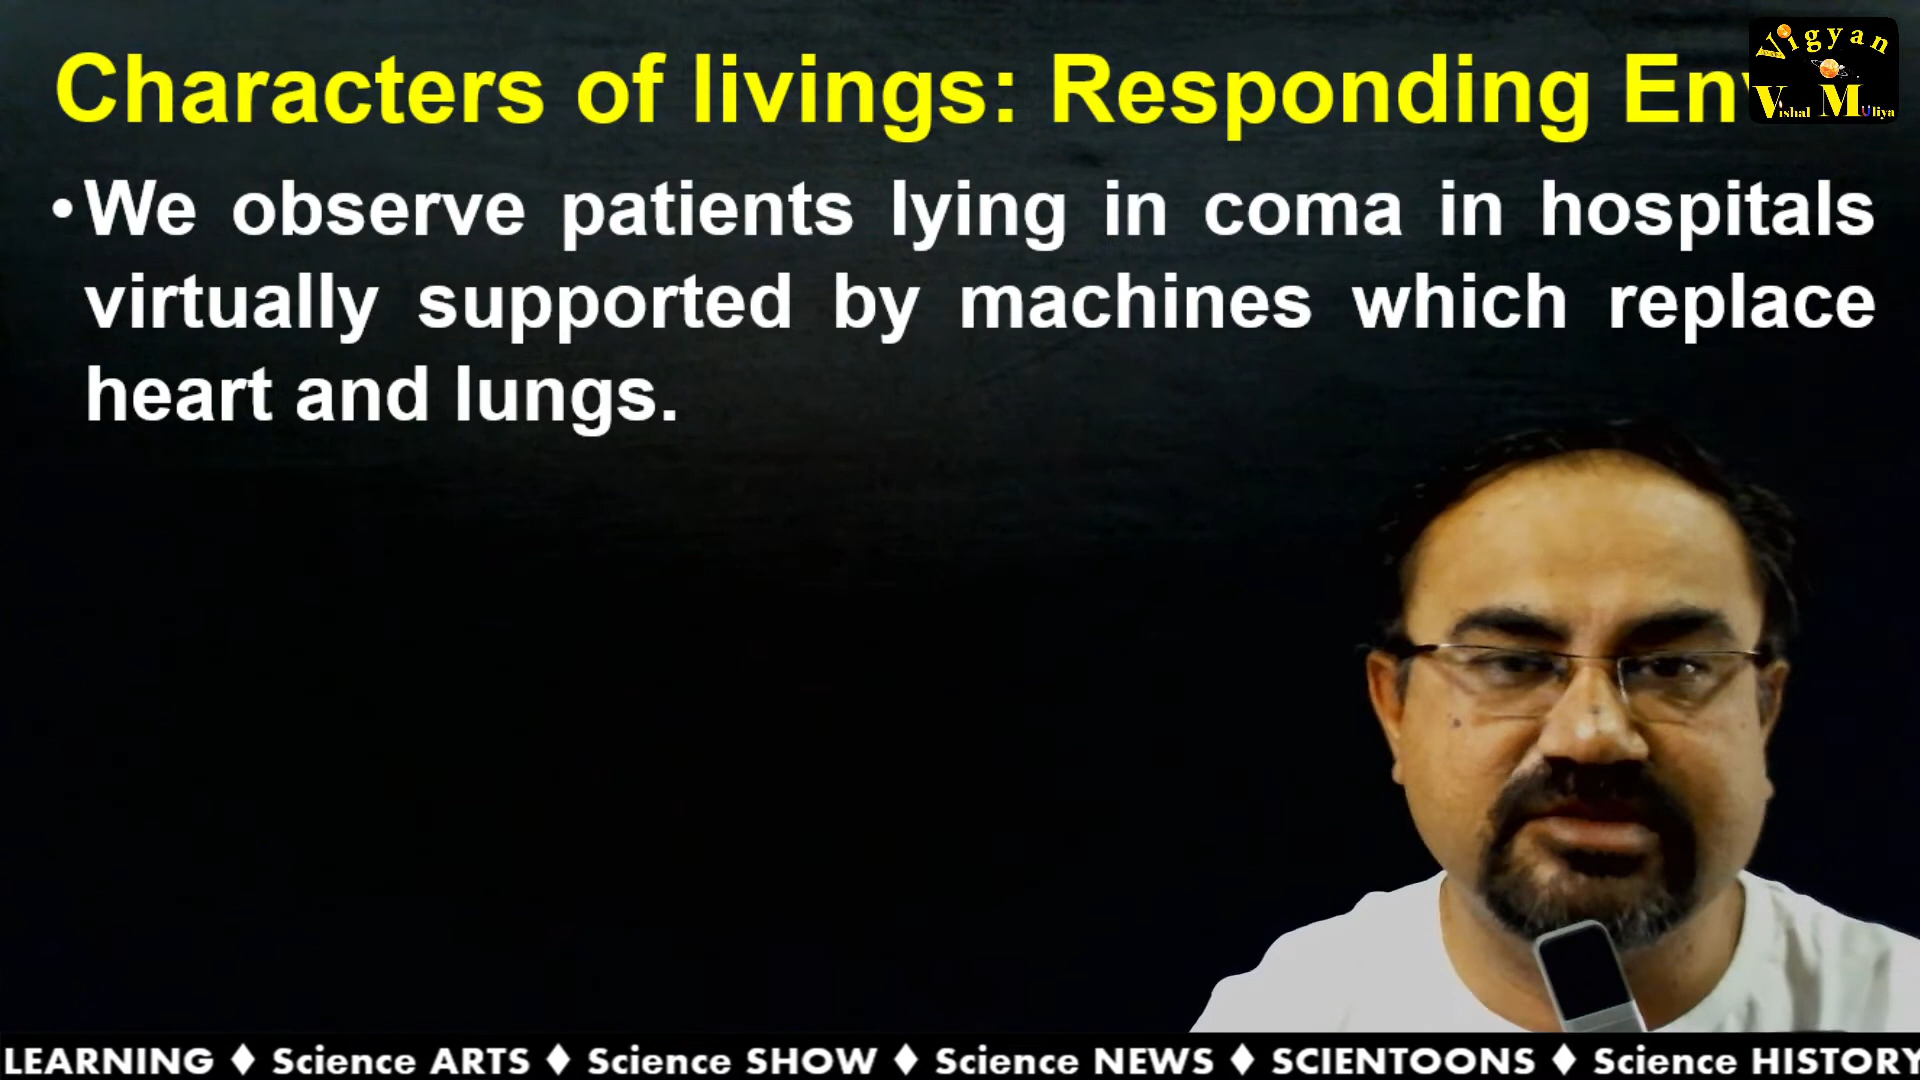 Characters of livings: Responding Env
Vigyan
Vishal Muliya
•We observe patients lying in coma in hospitals
virtually supported by machines which replace
heart and lungs.
LEARNING ♦ Science ARTS ♦ Science SHOW ♦ Science NEWS ♦ SCIENTOONS ♦ Science HISTORY